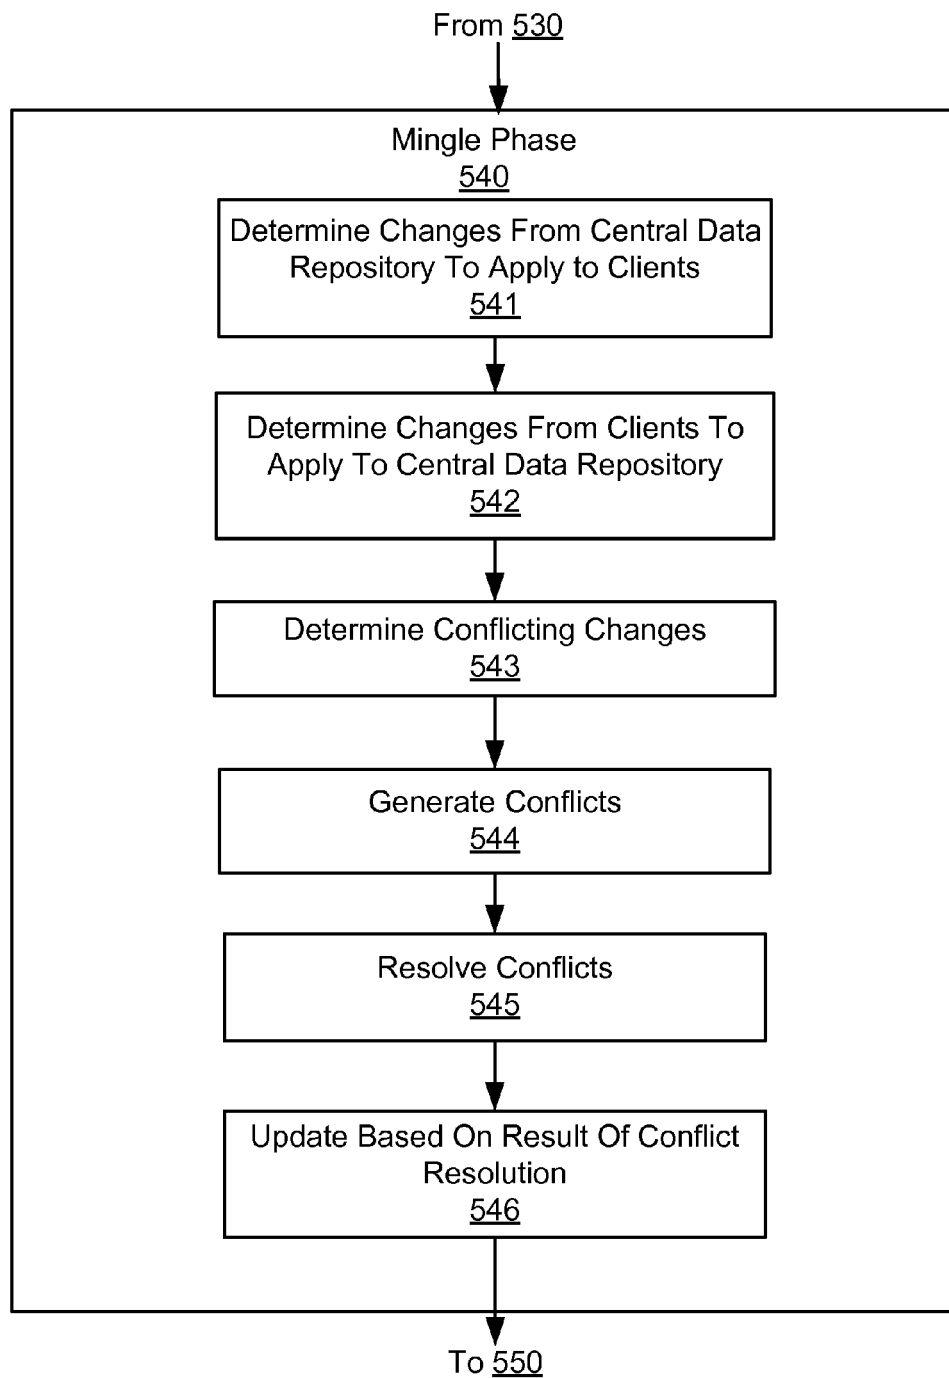 From 530
Mingle Phase
540
Determine Changes From Central Data
Repository To Apply to Clients
541
Determine Changes From Clients To
Apply To Central Data Repository
542
Determine Conflicting Changes
543
Generate Conflicts
544
Resolve Conflicts
545
Update Based On Result Of Conflict
Resolution
546
To 550